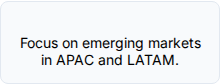 Focus on emerging markets
in APAC and LATAM.